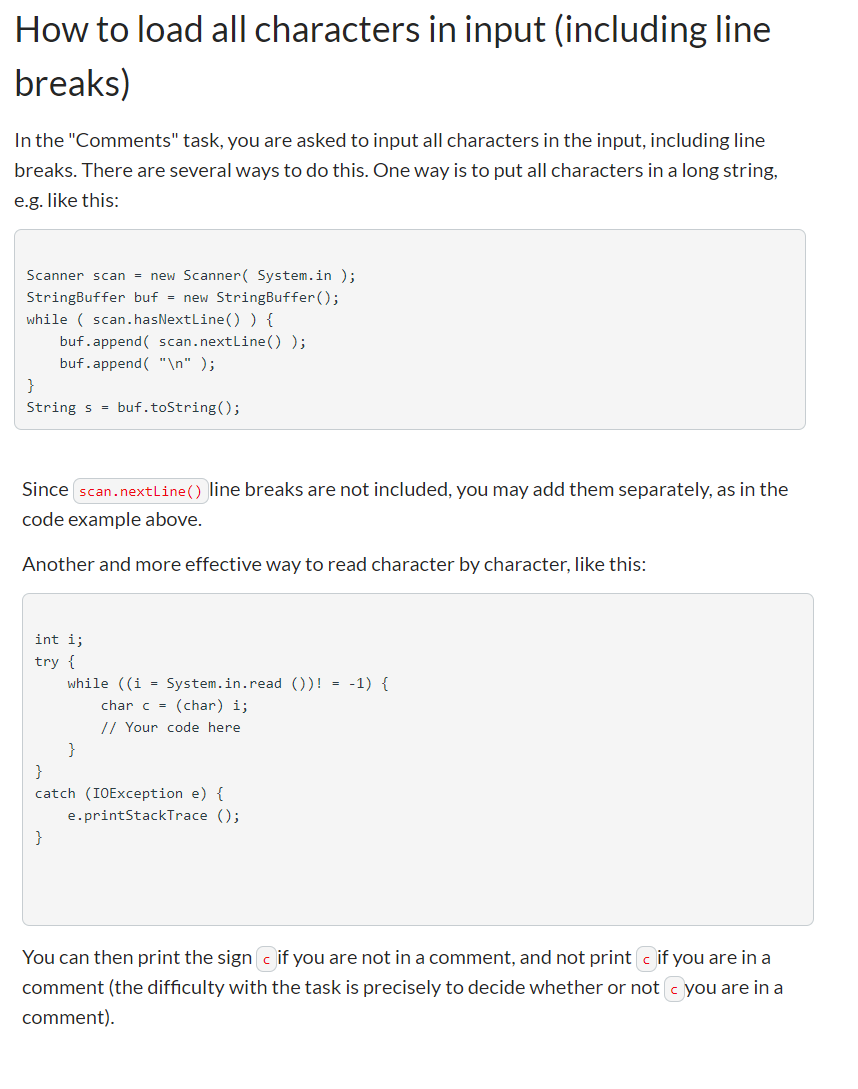 How to load all characters in input (including line
breaks)
In the "Comments" task, you are asked to input all characters in the input, including line
breaks. There are several ways to do this. One way is to put all characters in a long string,
e.g. like this:
Scanner scan = new Scanner( System.in );
StringBuffer buf = new StringBuffer();
while ( scan.hasNextLine() ) {
    buf.append( scan.nextLine() );
    buf.append( "\n" );
}
String s = buf.toString();
Since scan.nextLine() line breaks are not included, you may add them separately, as in the
code example above.
Another and more effective way to read character by character, like this:
int i;
try {
    while ((i = System.in.read ())! = -1) {
        char c = (char) i;
        // Your code here
    }
}
catch (IOException e) {
    e.printStackTrace ();
}
You can then print the sign c if you are not in a comment, and not print c if you are in a
comment (the difficulty with the task is precisely to decide whether or not c you are in a
comment).